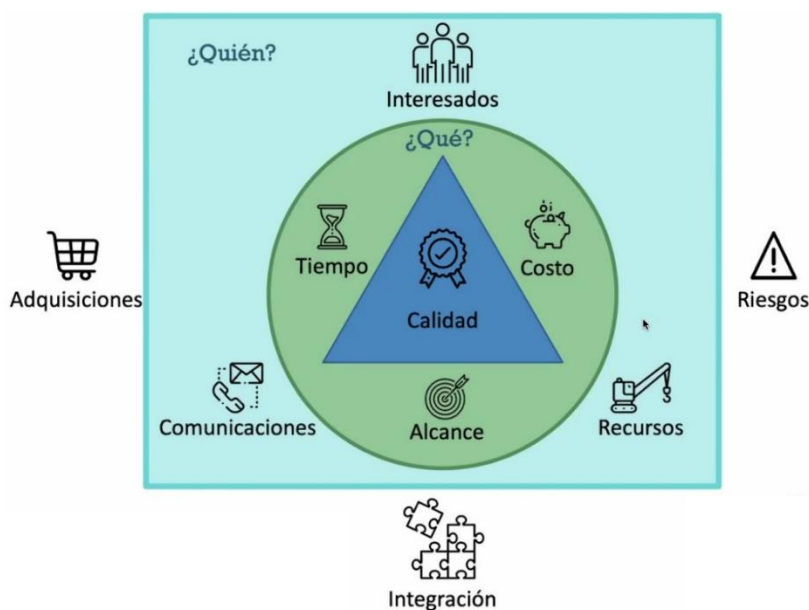 ¿Quién?
Interesados
¿Qué?
Tiempo
Costo
Calidad
Adquisiciones
Riesgos
Comunicaciones
Alcance
Recursos
Integración